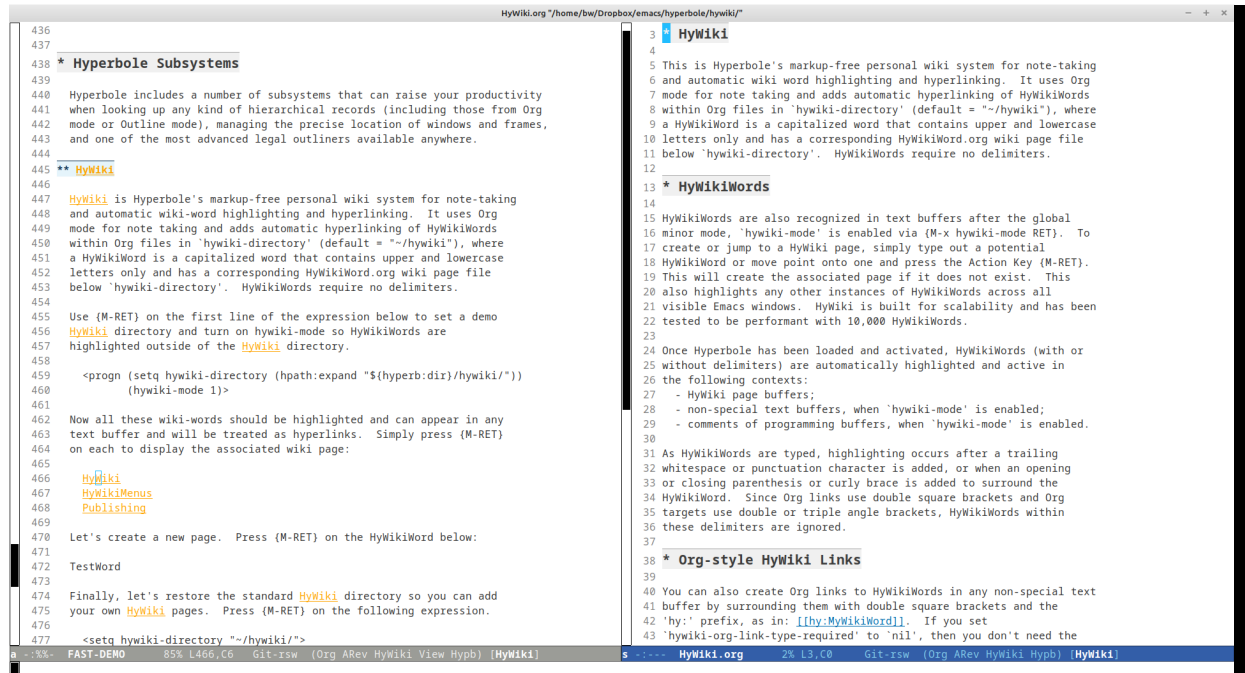 HyWiki.org "/home/bw/Dropbox/emacs/hyperbole/hywiki/"
436
437
438 * Hyperbole Subsystems
439
440 Hyperbole includes a number of subsystems that can raise your productivity
441 when looking up any kind of hierarchical records (including those from Org
442 mode or Outline mode), managing the precise location of windows and frames,
443 and one of the most advanced legal outliners available anywhere.
444
445 ** HyWiki
446
447 HyWiki is Hyperbole's markup-free personal wiki system for note-taking
448 and automatic wiki-word highlighting and hyperlinking.  It uses Org
449 mode for note taking and adds automatic hyperlinking of HyWikiWords
450 within Org files in `hywiki-directory' (default = "~/hywiki"), where
451 a HyWikiWord is a capitalized word that contains upper and lowercase
452 letters only and has a corresponding HyWikiWord.org wiki page file
453 below `hywiki-directory'.  HyWikiWords require no delimiters.
454
455 Use {M-RET} on the first line of the expression below to set a demo
456 HyWiki directory and turn on hywiki-mode so HyWikiWords are
457 highlighted outside of the HyWiki directory.
458
459 <progn (setq hywiki-directory (hpath:expand "${hyperb:dir}/hywiki/"))
460 (hywiki-mode 1)>
461
462 Now all these wiki-words should be highlighted and can appear in any
463 text buffer and will be treated as hyperlinks.  Simply press {M-RET}
464 on each to display the associated wiki page:
465
466 HyWiki
467 HyWikiMenus
468 Publishing
469
470 Let's create a new page.  Press {M-RET} on the HyWikiWord below:
471
472 TestWord
473
474 Finally, let's restore the standard HyWiki directory so you can add
475 your own HyWiki pages.  Press {M-RET} on the following expression.
476
477 <setq hywiki-directory "~/hywiki/">
a -:%%-  FAST-DEMO  85% L466,C6  Git-rsw  (Org ARev HyWiki View Hypb) [HyWiki]
3 * HyWiki
4
5 This is Hyperbole's markup-free personal wiki system for note-taking
6 and automatic wiki word highlighting and hyperlinking.  It uses Org
7 mode for note taking and adds automatic hyperlinking of HyWikiWords
8 within Org files in `hywiki-directory' (default = "~/hywiki"), where
9 a HyWikiWord is a capitalized word that contains upper and lowercase
10 letters only and has a corresponding HyWikiWord.org wiki page file
11 below `hywiki-directory'.  HyWikiWords require no delimiters.
12
13 * HyWikiWords
14
15 HyWikiWords are also recognized in text buffers after the global
16 minor mode, `hywiki-mode' is enabled via {M-x hywiki-mode RET}.  To
17 create or jump to a HyWiki page, simply type out a potential
18 HyWikiWord or move point onto one and press the Action Key {M-RET}.
19 This will create the associated page if it does not exist.  This
20 also highlights any other instances of HyWikiWords across all
21 visible Emacs windows.  HyWiki is built for scalability and has been
22 tested to be performant with 10,000 HyWikiWords.
23
24 Once Hyperbole has been loaded and activated, HyWikiWords (with or
25 without delimiters) are automatically highlighted and active in
26 the following contexts:
27 - HyWiki page buffers;
28 - non-special text buffers, when `hywiki-mode' is enabled;
29 - comments of programming buffers, when `hywiki-mode' is enabled.
30
31 As HyWikiWords are typed, highlighting occurs after a trailing
32 whitespace or punctuation character is added, or when an opening
33 or closing parenthesis or curly brace is added to surround the
34 HyWikiWord.  Since Org links use double square brackets and Org
35 targets use double or triple angle brackets, HyWikiWords within
36 these delimiters are ignored.
37
38 * Org-style HyWiki Links
39
40 You can also create Org links to HyWikiWords in any non-special text
41 buffer by surrounding them with double square brackets and the
42 'hy:' prefix, as in: [[hy:MyWikiWord]].  If you set
43 `hywiki-org-link-type-required' to `nil', then you don't need the
s -:---  HyWiki.org  2% L3,C0  Git-rsw  (Org ARev HyWiki Hypb) [HyWiki]